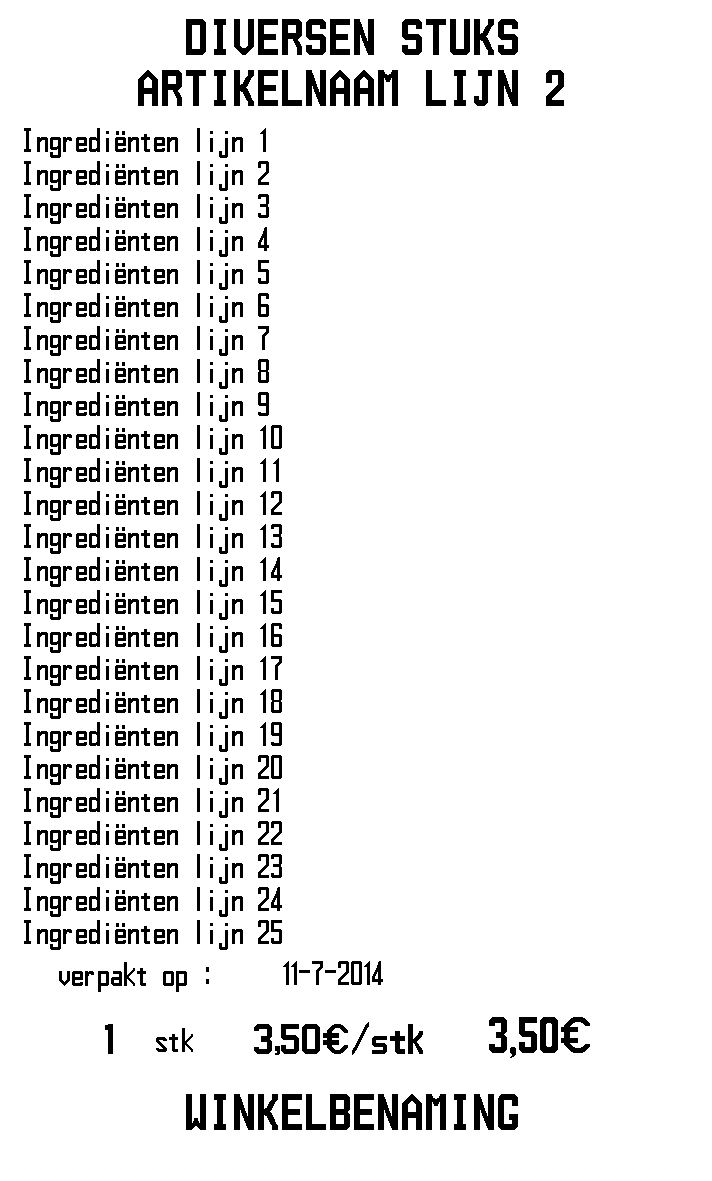 DIVERSEN STUKS
ARTIKELNAAM LIJN 2
Ingrediënten lijn 1
Ingrediënten lijn 2
Ingrediënten lijn 3
Ingrediënten lijn 4
Ingrediënten lijn 5
Ingrediënten lijn 6
Ingrediënten lijn 7
Ingrediënten lijn 8
Ingrediënten lijn 9
Ingrediënten lijn 10
Ingrediënten lijn 11
Ingrediënten lijn 12
Ingrediënten lijn 13
Ingrediënten lijn 14
Ingrediënten lijn 15
Ingrediënten lijn 16
Ingrediënten lijn 17
Ingrediënten lijn 18
Ingrediënten lijn 19
Ingrediënten lijn 20
Ingrediënten lijn 21
Ingrediënten lijn 22
Ingrediënten lijn 23
Ingrediënten lijn 24
Ingrediënten lijn 25
verpakt op : 11-7-2014
1 stk 3,50€/stk 3,50€
WINKELBENAMING